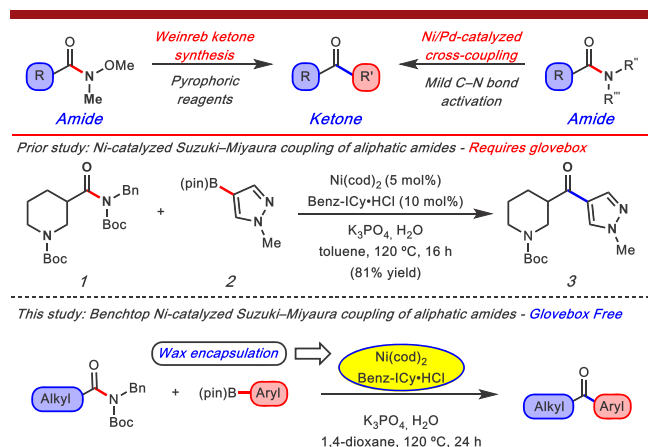 Weinreb ketone
synthesis
Pyrophoric
reagents
Ni/Pd-catalyzed
cross-coupling
Mild C–N bond
activation
R
O
N
OMe
Me
Amide
R
O
R'
Ketone
R
O
N
R''
R'''
Amide
Prior study: Ni-catalyzed Suzuki–Miyaura coupling of aliphatic amides - Requires glovebox
O
N
Bn
Boc
N
Boc
1
+
(pin)B
N
N
Me
2
Ni(cod)2 (5 mol%)
Benz-ICy•HCl (10 mol%)
K3PO4, H2O
toluene, 120 ºC, 16 h
(81% yield)
O
N
N
Me
N
Boc
3
This study: Benchtop Ni-catalyzed Suzuki–Miyaura coupling of aliphatic amides - Glovebox Free
Wax encapsulation
Ni(cod)2
Benz-ICy•HCl
Alkyl
O
N
Bn
Boc
+
(pin)B
Aryl
K3PO4, H2O
1,4-dioxane, 120 ºC, 24 h
Alkyl
O
Aryl